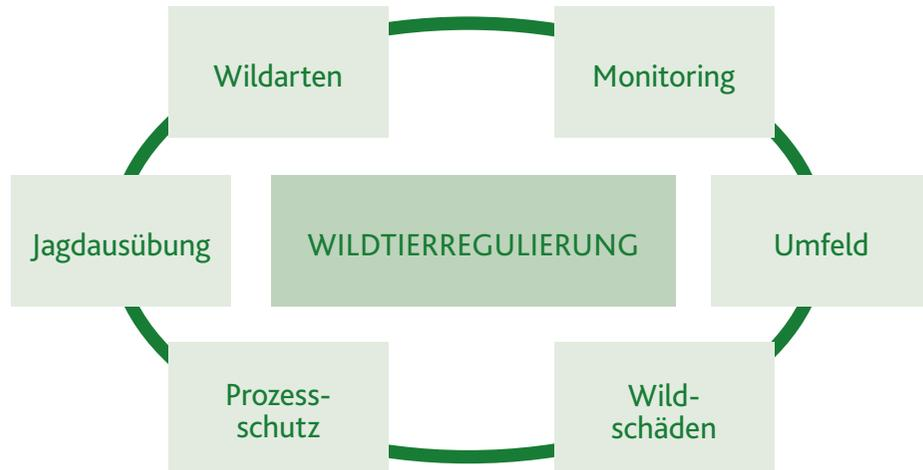 Wildarten
Monitoring
Jagdausübung
WILDTIERREGULIERUNG
Umfeld
Prozess-
schutz
Wild-
schäden